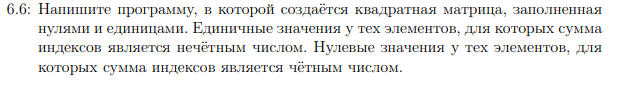 6.6: Напишите программу, в которой создаётся квадратная матрица, заполненная
нулями и единицами. Единичные значения у тех элементов, для которых сумма
индексов является нечётным числом. Нулевые значения у тех элементов, для
которых сумма индексов является чётным числом.